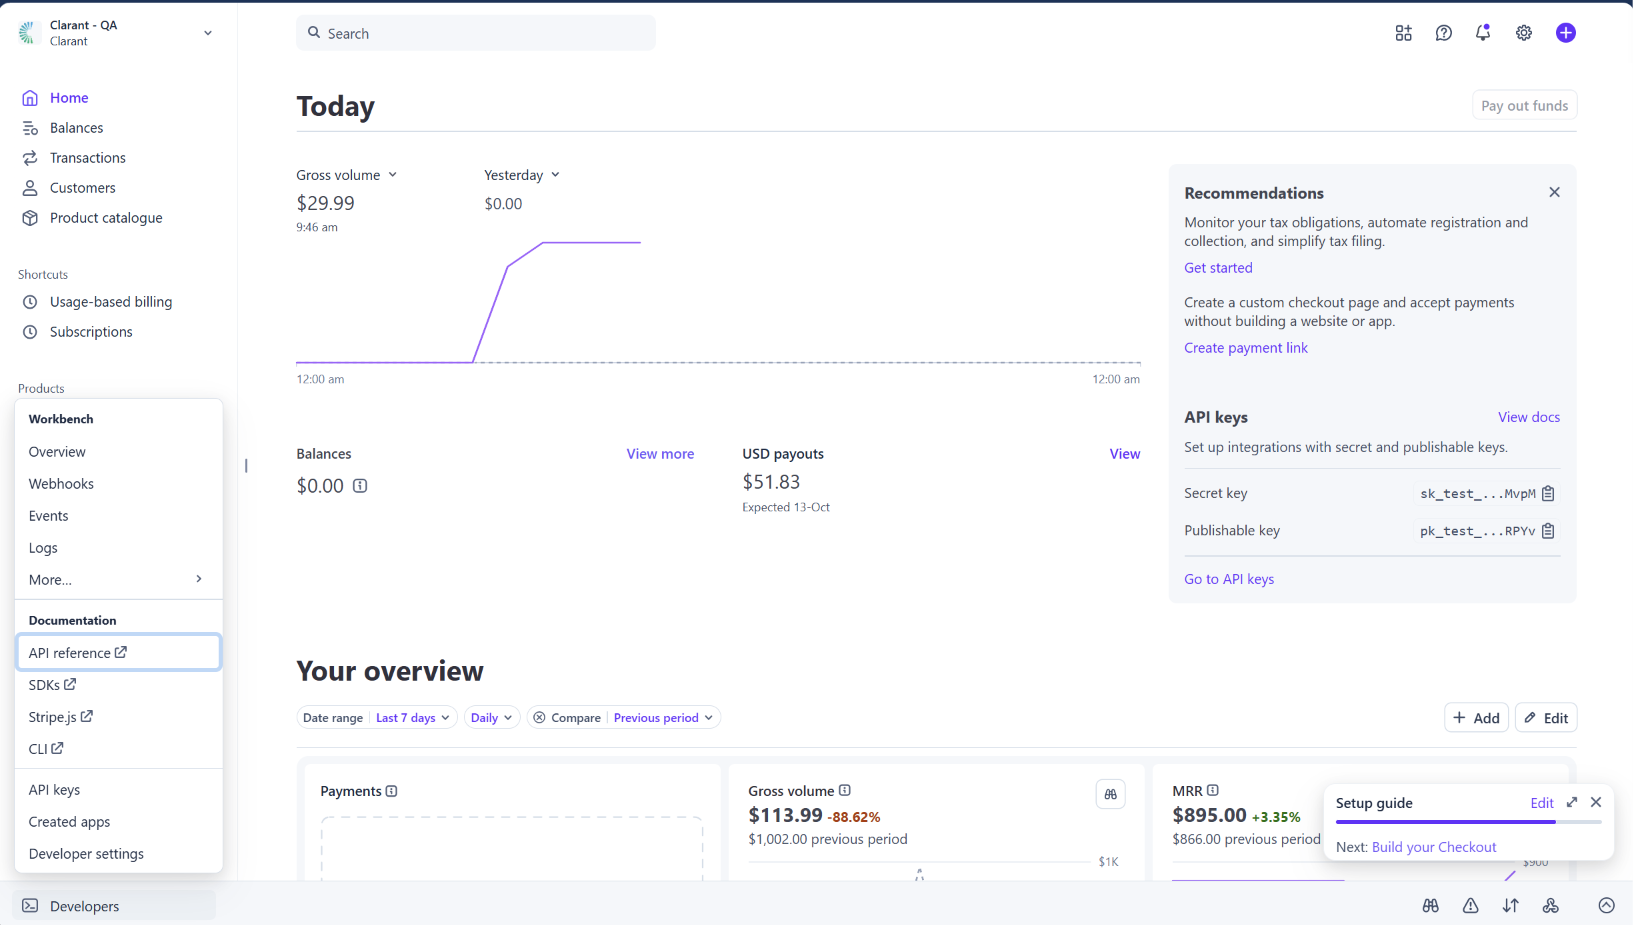 Clarant - QA
Clarant
Search
Home
Balances
Transactions
Customers
Product catalogue
Shortcuts
Usage-based billing
Subscriptions
Products
Workbench
Overview
Webhooks
Events
Logs
More...
Documentation
API reference
SDKs
Stripe.js
CLI
API keys
Created apps
Developer settings
Developers
Today
Pay out funds
Gross volume
$29.99
9:46 am
Yesterday
$0.00
12:00 am
12:00 am
Balances
View more
$0.00
USD payouts
View
$51.83
Expected 13-Oct
Recommendations
Monitor your tax obligations, automate registration and
collection, and simplify tax filing.
Get started
Create a custom checkout page and accept payments
without building a website or app.
Create payment link
API keys
View docs
Set up integrations with secret and publishable keys.
Secret key
sk_test_...MvpM
Publishable key
pk_test_...RPYv
Go to API keys
Your overview
Date range Last 7 days
Daily
Compare Previous period
Add
Edit
Payments
Gross volume
$113.99 -88.62%
$1,002.00 previous period
$1K
MRR
$895.00 +3.35%
$866.00 previous period
$900
Setup guide
Edit
Next: Build your Checkout